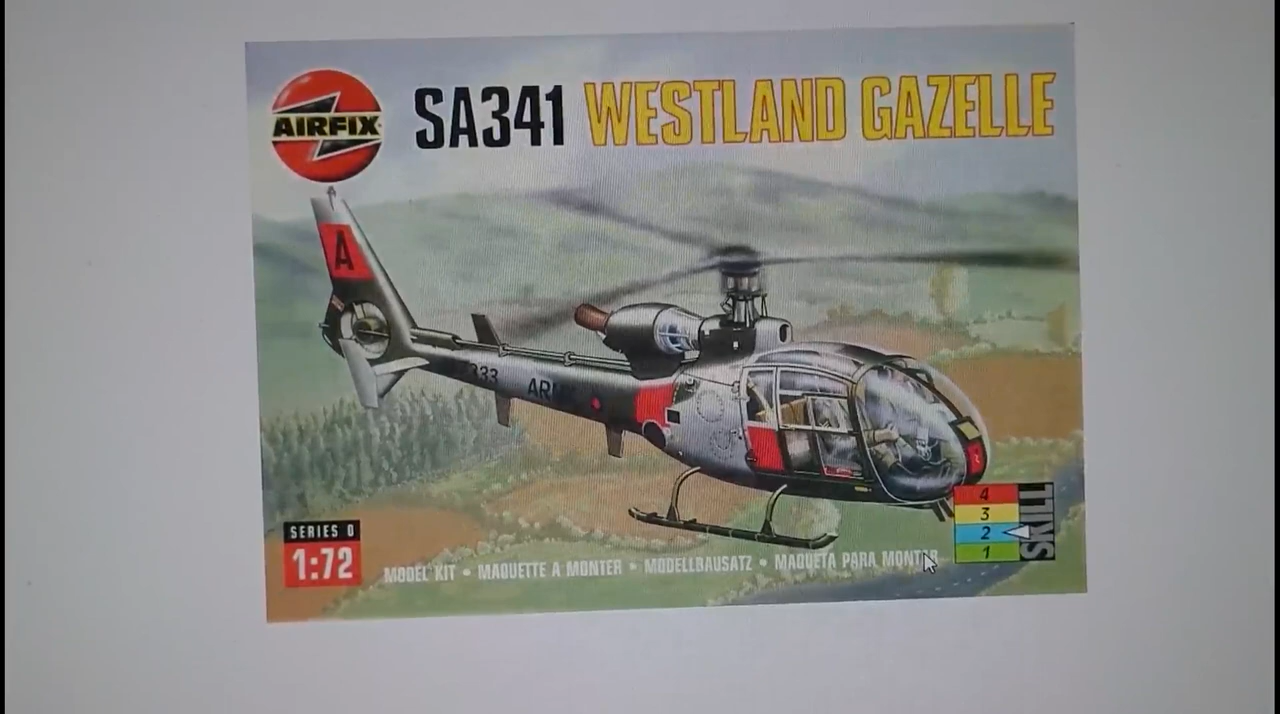 AIRFIX
SA341 WESTLAND GAZELLE
A
333 ARMY
4
3
2
1
SKILL
SERIES 0
1:72
MODEL KIT • MAQUETTE A MONTER • MODELLBAUSATZ • MAQUETA PARA MONTAR